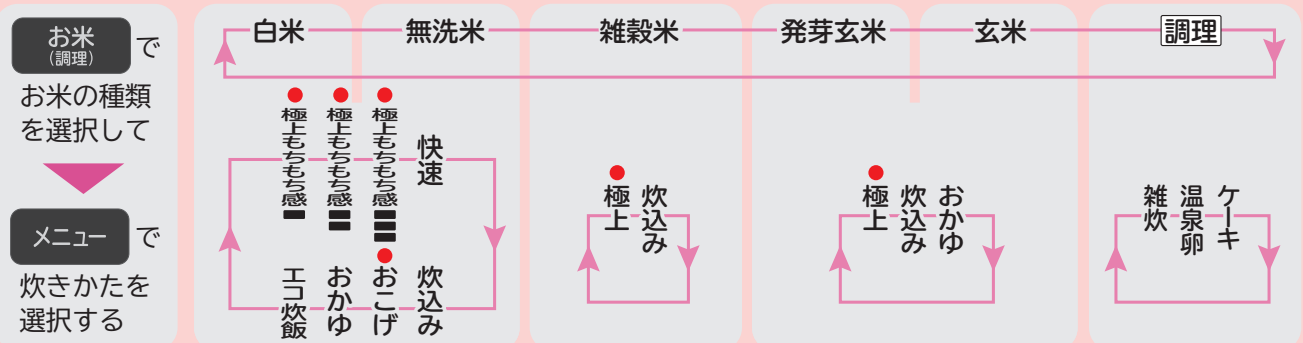 お米
(調理)
で
お米の種類
を選択して
メニュー
で
炊きかたを
選択する
白米
無洗米
雑穀米
発芽玄米
玄米
調理
極上もちもち感
極上もちもち感
極上もちもち感
快速
エコ炊飯
おかゆ
おこげ
炊込み
極上
炊込み
極上
炊込み
おかゆ
雑炊
温泉卵
ケーキ